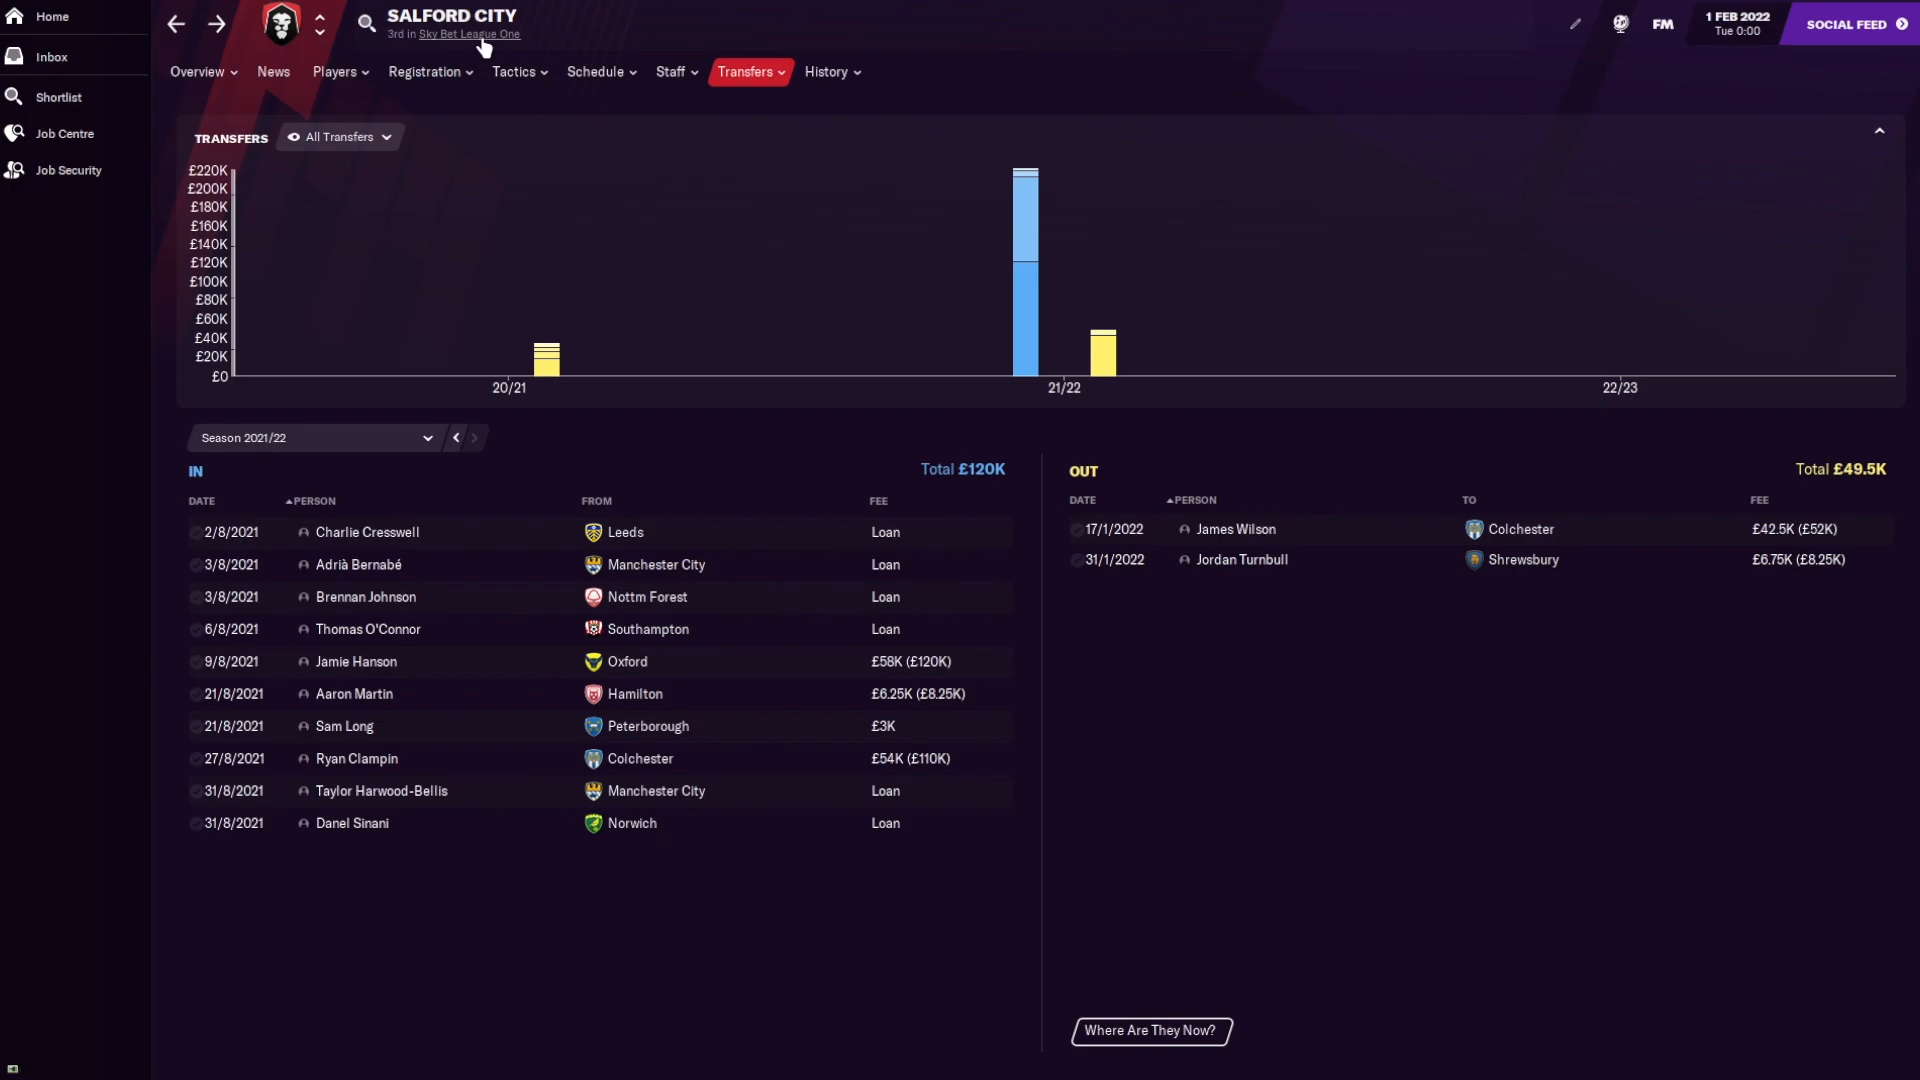 Home
Inbox
Shortlist
Job Centre
Job Security
SALFORD CITY
3rd in Sky Bet League One
FM
1 FEB 2022
Tue 0:00
SOCIAL FEED
Overview News Players Registration Tactics Schedule Staff Transfers History
TRANSFERS All Transfers
£220K
£200K
£180K
£160K
£140K
£120K
£100K
£80K
£60K
£40K
£20K
£0
20/21 21/22 22/23
Season 2021/22
IN Total £120K
DATE PERSON FROM FEE
2/8/2021 Charlie Cresswell Leeds Loan
3/8/2021 Adrià Bernabé Manchester City Loan
3/8/2021 Brennan Johnson Nottm Forest Loan
6/8/2021 Thomas O'Connor Southampton Loan
9/8/2021 Jamie Hanson Oxford £58K (£120K)
21/8/2021 Aaron Martin Hamilton £6.25K (£8.25K)
21/8/2021 Sam Long Peterborough £3K
27/8/2021 Ryan Clampin Colchester £54K (£110K)
31/8/2021 Taylor Harwood-Bellis Manchester City Loan
31/8/2021 Danel Sinani Norwich Loan
OUT Total £49.5K
DATE PERSON TO FEE
17/1/2022 James Wilson Colchester £42.5K (£52K)
31/1/2022 Jordan Turnbull Shrewsbury £6.75K (£8.25K)
Where Are They Now?